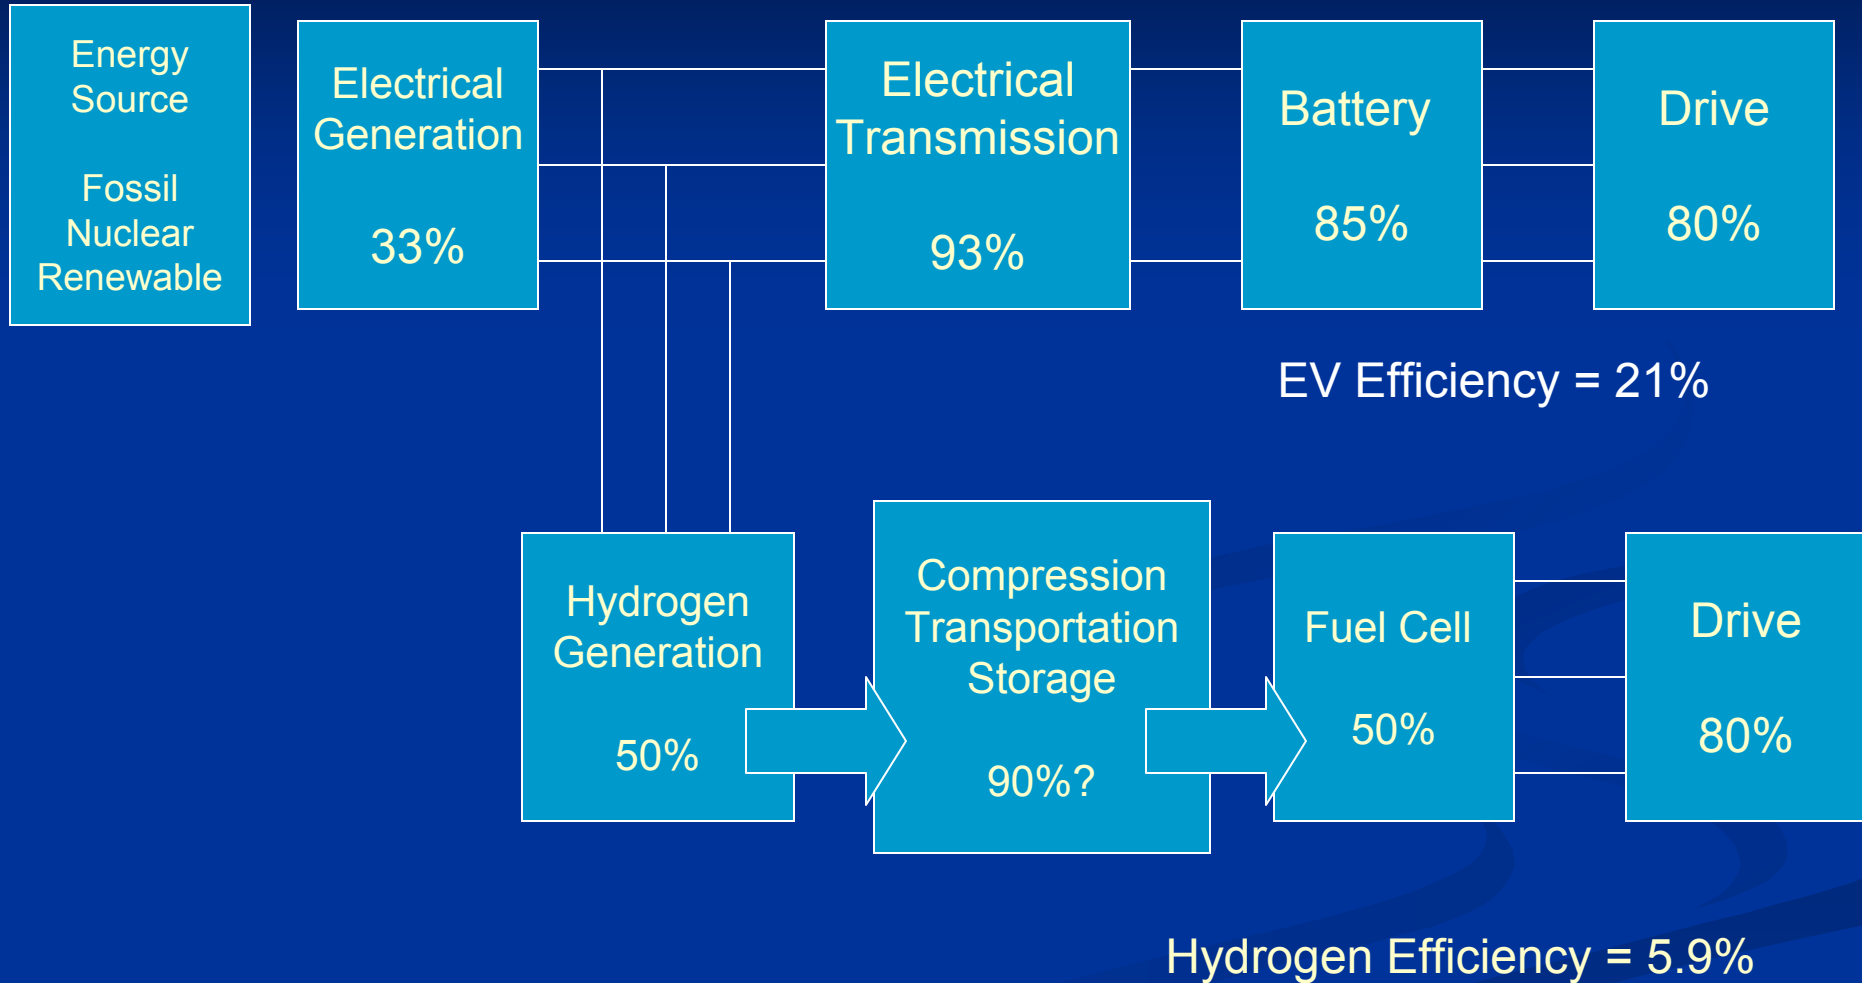 Energy
Source
Fossil
Nuclear
Renewable
Electrical
Generation
33%
Electrical
Transmission
93%
Battery
85%
Drive
80%
EV Efficiency = 21%
Hydrogen
Generation
50%
Compression
Transportation
Storage
90%?
Fuel Cell
50%
Drive
80%
Hydrogen Efficiency = 5.9%